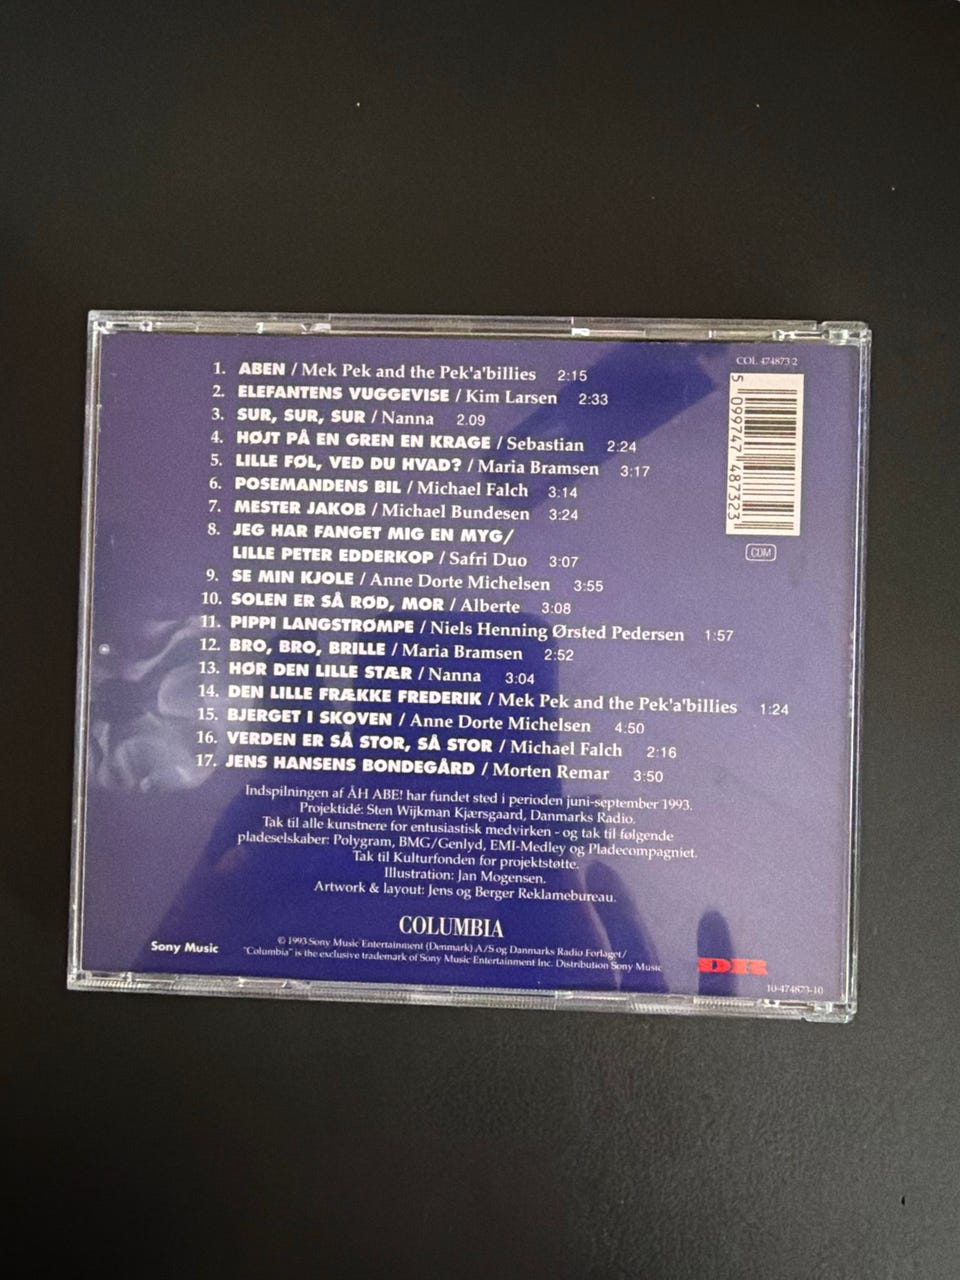 1. ABEN / Mek Pek and the Pek'a'billies 2:15
2. ELEFANTENS VUGGEVISE / Kim Larsen 2:33
3. SUR, SUR, SUR / Nanna 2.09
4. HØJT PÅ EN GREN EN KRAGE / Sebastian 2:24
5. LILLE FØL, VED DU HVAD? / Maria Bramsen 3:17
6. POSEMANDENS BIL / Michael Falch 3:14
7. MESTER JAKOB / Michael Bundesen 3:24
8. JEG HAR FANGET MIG EN MYG/
LILLE PETER EDDERKOP / Safri Duo 3:07
9. SE MIN KJOLE / Anne Dorte Michelsen 3:55
10. SOLEN ER SÅ RØD, MOR / Alberte 3:08
11. PIPPI LANGSTRØMPE / Niels Henning Ørsted Pedersen 1:57
12. BRO, BRO, BRILLE / Maria Bramsen 2:52
13. HØR DEN LILLE STÆR / Nanna 3:04
14. DEN LILLE FRÆKKE FREDERIK / Mek Pek and the Pek'a'billies 1:24
15. BJERGET I SKOVEN / Anne Dorte Michelsen 4:50
16. VERDEN ER SÅ STOR, SÅ STOR / Michael Falch 2:16
17. JENS HANSENS BONDEGÅRD / Morten Remar 3:50
Indspilningen af ÅH ABE! har fundet sted i perioden juni-september 1993.
Projektidé: Sten Wijkman Kjærsgaard, Danmarks Radio.
Tak til alle kunstnere for entusiastisk medvirken - og tak til følgende
pladeselskaber: Polygram, BMG/Genlyd, EMI-Medley og Pladecompagniet.
Tak til Kulturfonden for projektstøtte.
Illustration: Jan Mogensen.
Artwork & layout: Jens og Berger Reklamebureau.
COLUMBIA
Sony Music
© 1993 Sony Music Entertainment (Denmark) A/S og Danmarks Radio Forlaget/
"Columbia" is the exclusive trademark of Sony Music Entertainment Inc. Distribution Sony Music
DR
10-474873-10
COL 474873 2
5 099747 487323
CDM